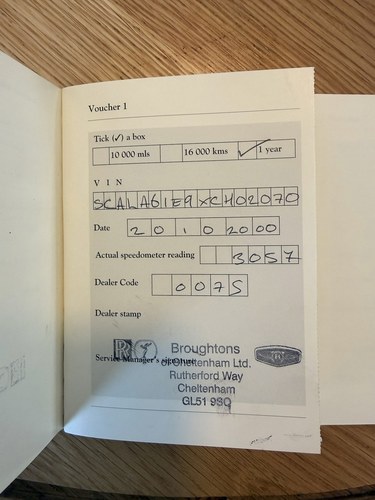 Voucher 1
Tick (✓) a box
10 000 mls 16 000 kms ✓ 1 year
V I N
SCALA61E9XCH02070
Date 20 10 2000
Actual speedometer reading 3057
Dealer Code 007S
Dealer stamp
Broughtons
Service Manager's signature of Cheltenham Ltd.
Rutherford Way
Cheltenham
GL51 9SQ